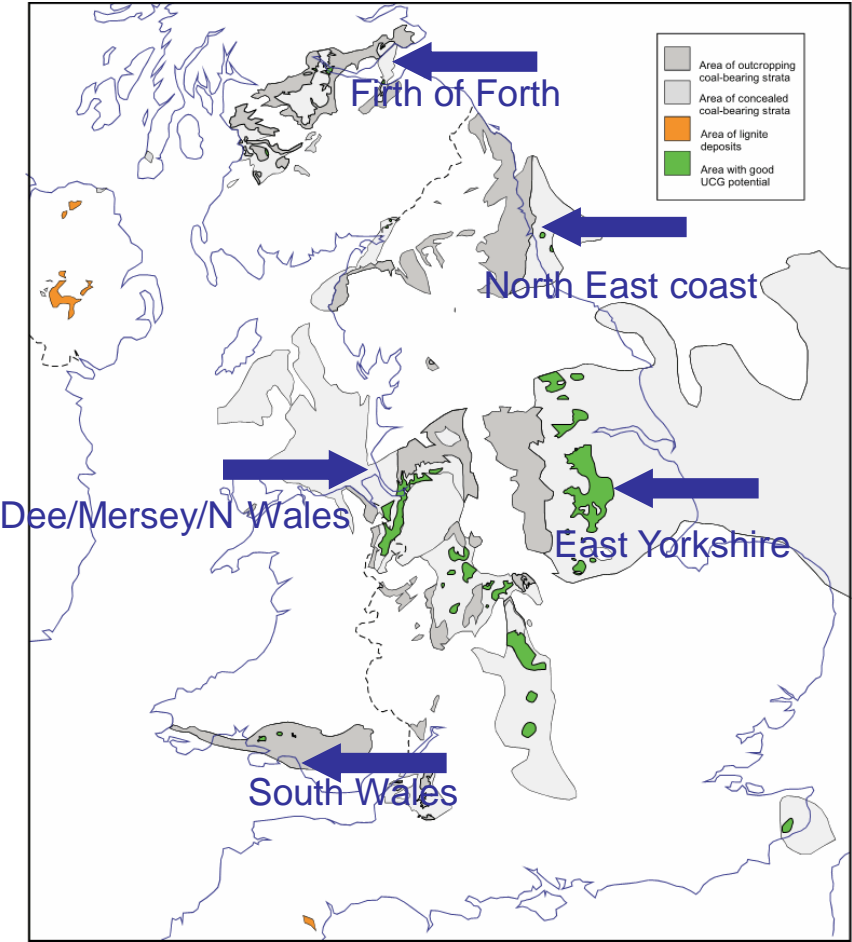 Area of outcropping
coal-bearing strata
Area of concealed
coal-bearing strata
Area of lignite
deposits
Area with good
UCG potential
Firth of Forth
North East coast
Dee/Mersey/N Wales
East Yorkshire
South Wales